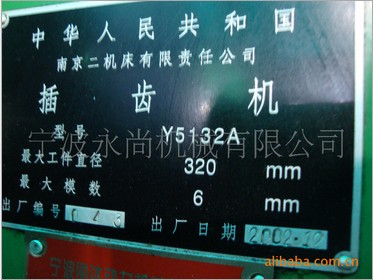 中华人民共和国
南京二机床有限责任公司
插齿机
型号 Y5132A
宁波永尚机械有限公司
最大工件直径 320 mm
最大模数 6 mm
出厂编号 043 出厂日期 2002.12